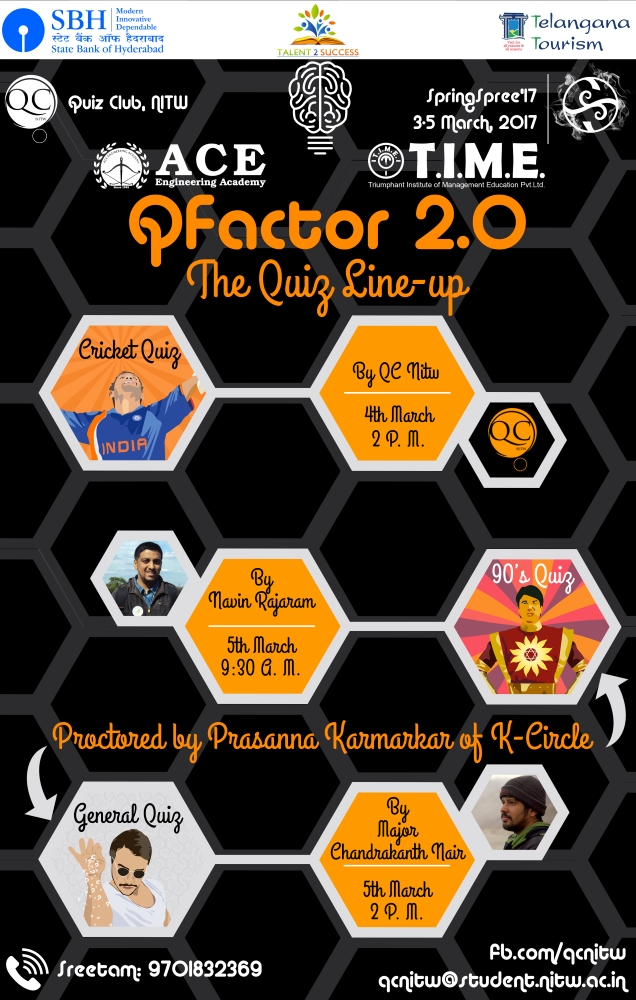 SBH
Modern
Innovative
Dependable
स्टेट बैंक ऑफ हैदराबाद
State Bank of Hyderabad
TALENT 2 SUCCESS
Telangana
Tourism
QC
NITW
Quiz Club, NITW
SpringSpree'17
3-5 March, 2017
ACE
Engineering Academy
T.I.M.E.
Triumphant Institute of Management Education Pvt.Ltd.
QFactor 2.0
The Quiz Line-up
Cricket Quiz
INDIA
By QC Nitw
4th March
2 P. M.
QC
NITW
By
Navin Rajaram
5th March
9:30 A. M.
90's Quiz
Proctored by Prasanna Karmarkar of K-Circle
General Quiz
By
Major
Chandrakanth Nair
5th March
2 P. M.
Sreetam: 9701832369
Fb.com/qcnitw
qcnitw@student.nitw.ac.in